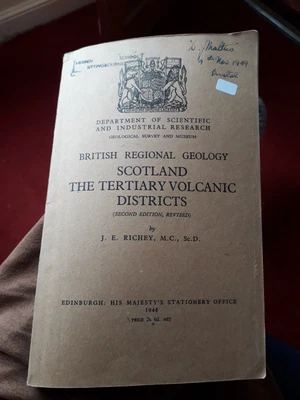 DEPARTMENT OF SCIENTIFIC
AND INDUSTRIAL RESEARCH
GEOLOGICAL SURVEY AND MUSEUM
BRITISH REGIONAL GEOLOGY
SCOTLAND
THE TERTIARY VOLCANIC
DISTRICTS
(SECOND EDITION, REVISED)
by
J. E. RICHEY, M.C., Sc.D.
EDINBURGH: HIS MAJESTY'S STATIONERY OFFICE
1948